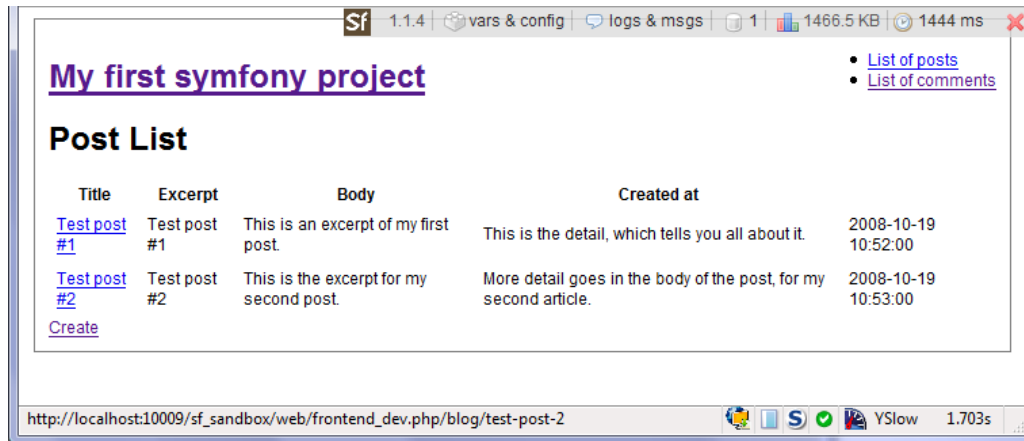 Sf 1.1.4 vars & config logs & msgs 1 1466.5 KB 1444 ms
My first symfony project
List of posts
List of comments
Post List
Title Excerpt Body Created at
Test post #1 Test post #1 This is an excerpt of my first post. This is the detail, which tells you all about it. 2008-10-19 10:52:00
Test post #2 Test post #2 This is the excerpt for my second post. More detail goes in the body of the post, for my second article. 2008-10-19 10:53:00
Create
http://localhost:10009/sf_sandbox/web/frontend_dev.php/blog/test-post-2 S YSlow 1.703s